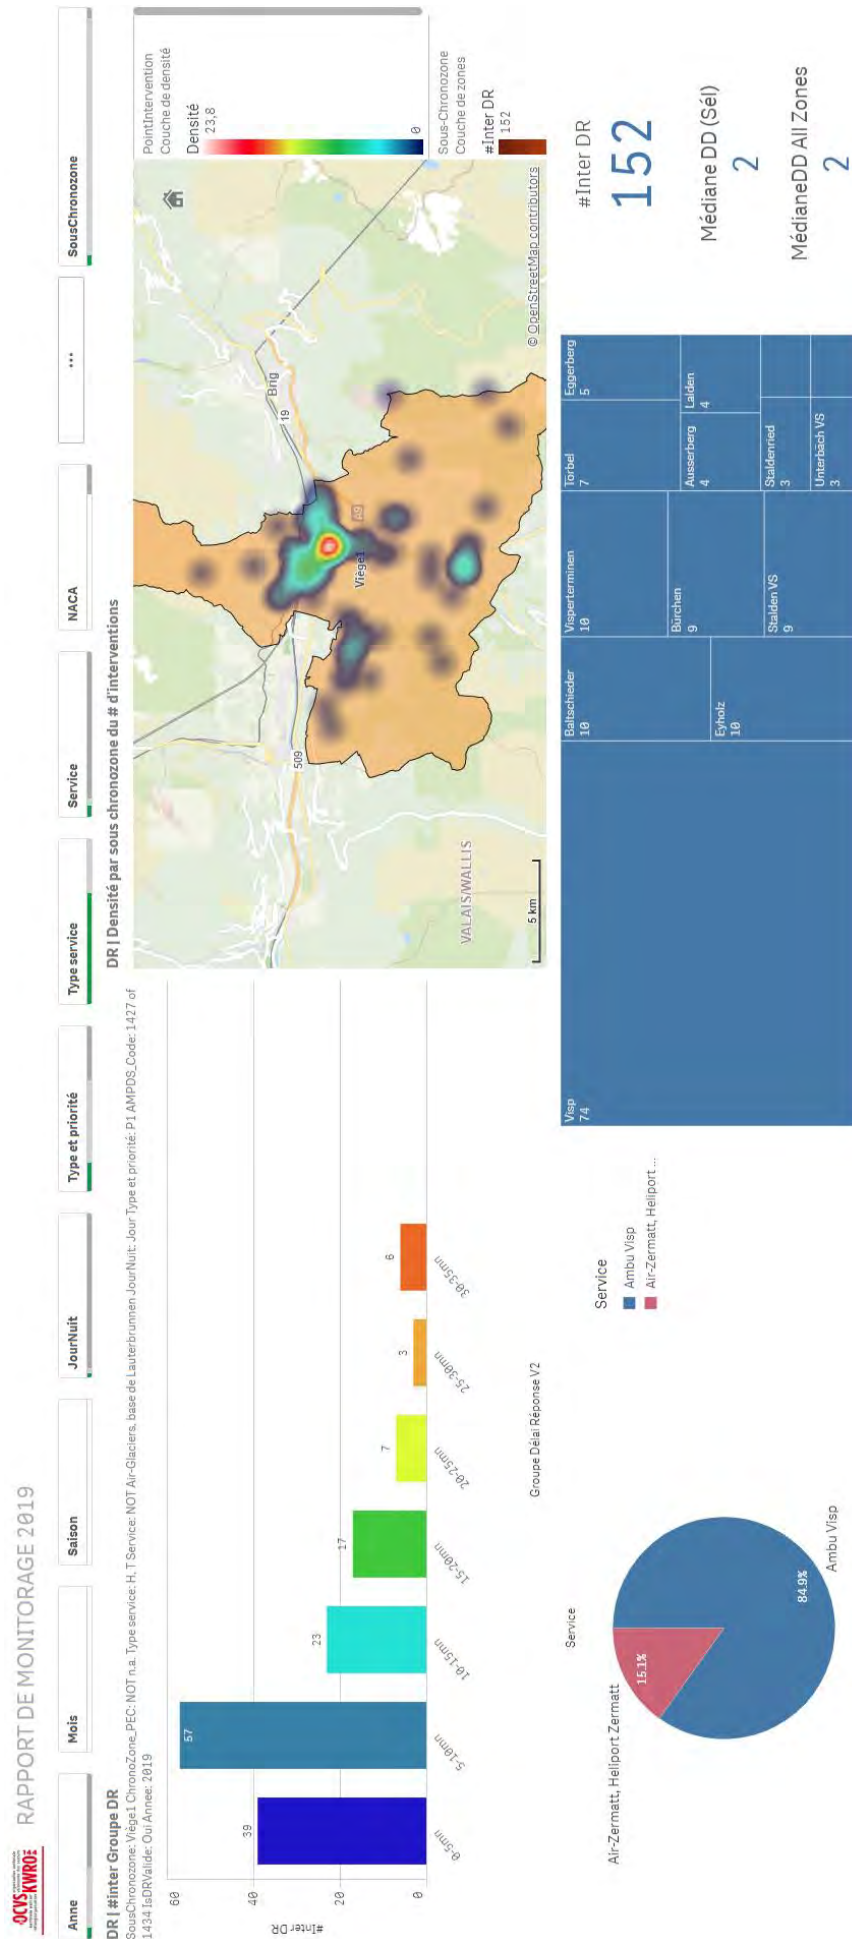 OCVS
KWRO
RAPPORT DE MONITORAGE 2019
Anne
Mois
Saison
JourNuit
Type et priorité
Type service
Service
NACA
...
SousChronozone
DR | #inter Groupe DR
SousChronozone: Viège1 ChronoZone_PEC: NOT n.a. Type service: H, T Service: NOT Air-Glaciers, base de Lauterbrunnen JourNuit: Jour Type et priorité: P1 AMPDS_Code: 1427 of
1434 IsDRValide: Oui Annee: 2019
#Inter DR
60
40
20
0
39
57
23
17
7
3
6
0-5mn
5-10mn
10-15mn
15-20mn
20-25mn
25-30mn
30-35mn
Groupe Délai Réponse V2
DR | Densité par sous chronozone du # d'interventions
Brig
19
A9
Viège1
509
VALAIS/WALLIS
5 km
© OpenStreetMap contributors
PointIntervention
Couche de densité
Densité
23,8
0
Sous-Chronozone
Couche de zones
#Inter DR
152
Service
Air-Zermatt, Heliport Zermatt
15.1%
84.9%
Ambu Visp
Service
Ambu Visp
Air-Zermatt, Heliport ...
Visp
74
Baltschieder
10
Eyholz
10
Visperterminen
10
Bürchen
9
Stalden VS
9
Törbel
7
Eggerberg
5
Ausserberg
4
Lalden
4
Staldenried
3
Unterbäch VS
3
#Inter DR
152
Médiane DD (Sél)
2
MédianeDD All Zones
2